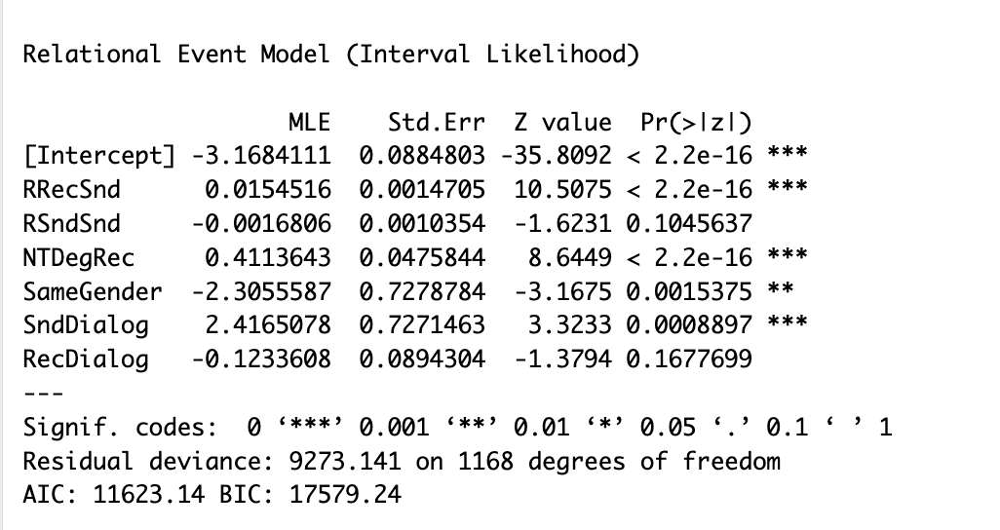 Relational Event Model (Interval Likelihood)
MLE Std.Err Z value Pr(>|z|)
[Intercept] -3.1684111 0.0884803 -35.8092 < 2.2e-16 ***
RRecSnd 0.0154516 0.0014705 10.5075 < 2.2e-16 ***
RSndSnd -0.0016806 0.0010354 -1.6231 0.1045637
NTDegRec 0.4113643 0.0475844 8.6449 < 2.2e-16 ***
SameGender -2.3055587 0.7278784 -3.1675 0.0015375 **
SndDialog 2.4165078 0.7271463 3.3233 0.0008897 ***
RecDialog -0.1233608 0.0894304 -1.3794 0.1677699
---
Signif. codes: 0 ‘***’ 0.001 ‘**’ 0.01 ‘*’ 0.05 ‘.’ 0.1 ‘ ’ 1
Residual deviance: 9273.141 on 1168 degrees of freedom
AIC: 11623.14 BIC: 17579.24